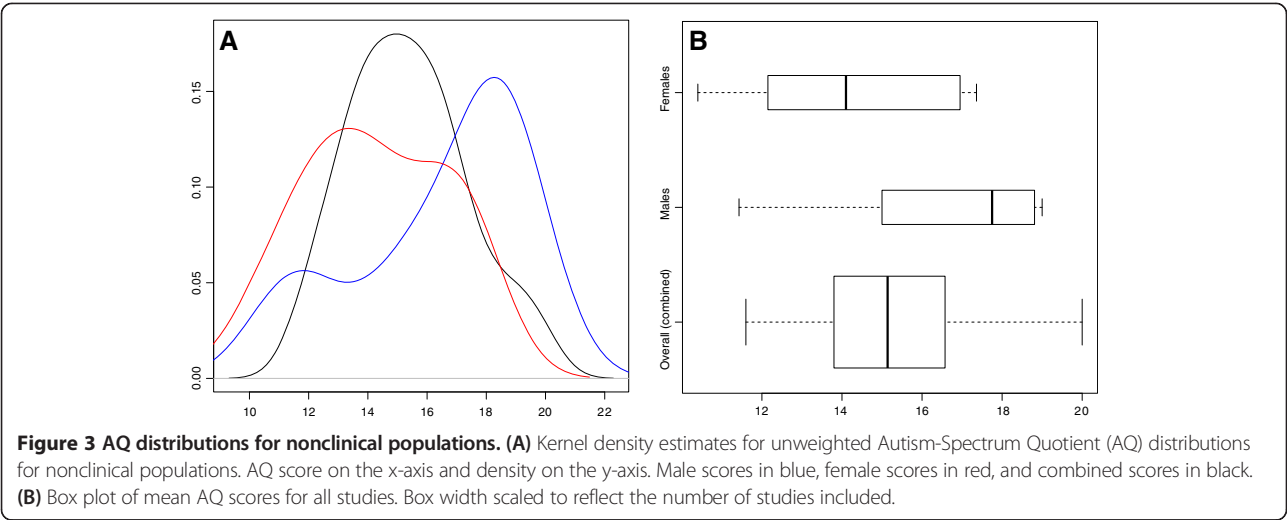 A
0.15
0.10
0.05
0.00
10 12 14 16 18 20 22
B
Females
Males
Overall (combined)
12 14 16 18 20
Figure 3 AQ distributions for nonclinical populations. (A) Kernel density estimates for unweighted Autism-Spectrum Quotient (AQ) distributions
for nonclinical populations. AQ score on the x-axis and density on the y-axis. Male scores in blue, female scores in red, and combined scores in black.
(B) Box plot of mean AQ scores for all studies. Box width scaled to reflect the number of studies included.